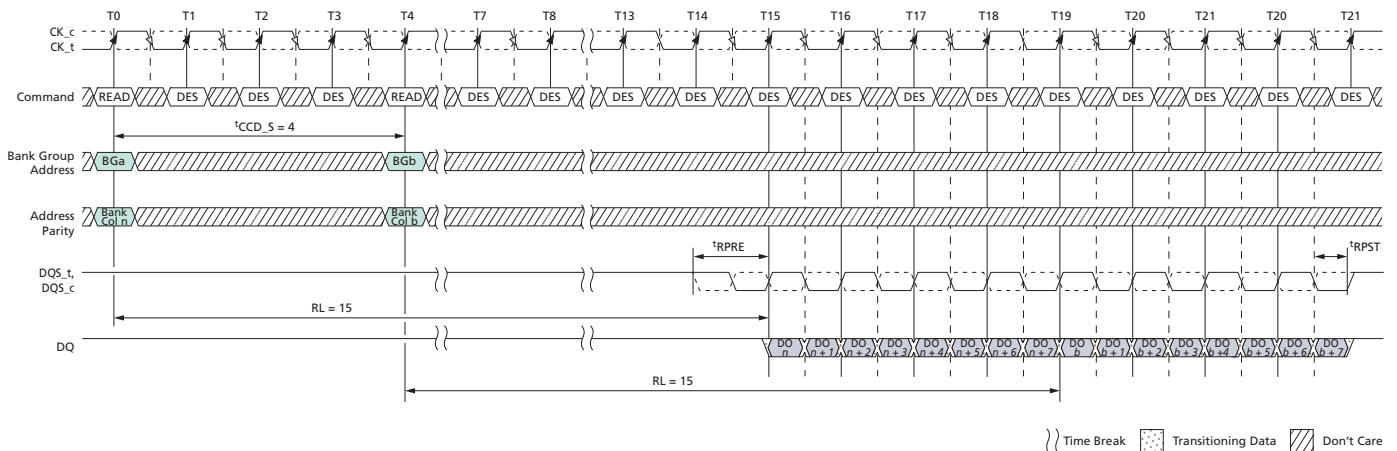 T0 T1 T2 T3 T4 T7 T8 T13 T14 T15 T16 T17 T18 T19 T20 T21 T20 T21
CK_c
CK_t
Command READ DES DES DES READ DES DES DES DES DES DES DES DES DES DES DES DES DES
tCCD_S = 4
Bank Group
Address
BGa BGb
Address
Parity
Bank
Col n
Bank
Col b
tRPRE tRPST
DQS_t,
DQS_c
RL = 15
DQ
DO
n
DO
n + 1
DO
n + 2
DO
n + 3
DO
n + 4
DO
n + 5
DO
n + 6
DO
n + 7
DO
b
DO
b + 1
DO
b + 2
DO
b + 3
DO
b + 4
DO
b + 5
DO
b + 6
DO
b + 7
RL = 15
Time Break Transitioning Data Don't Care